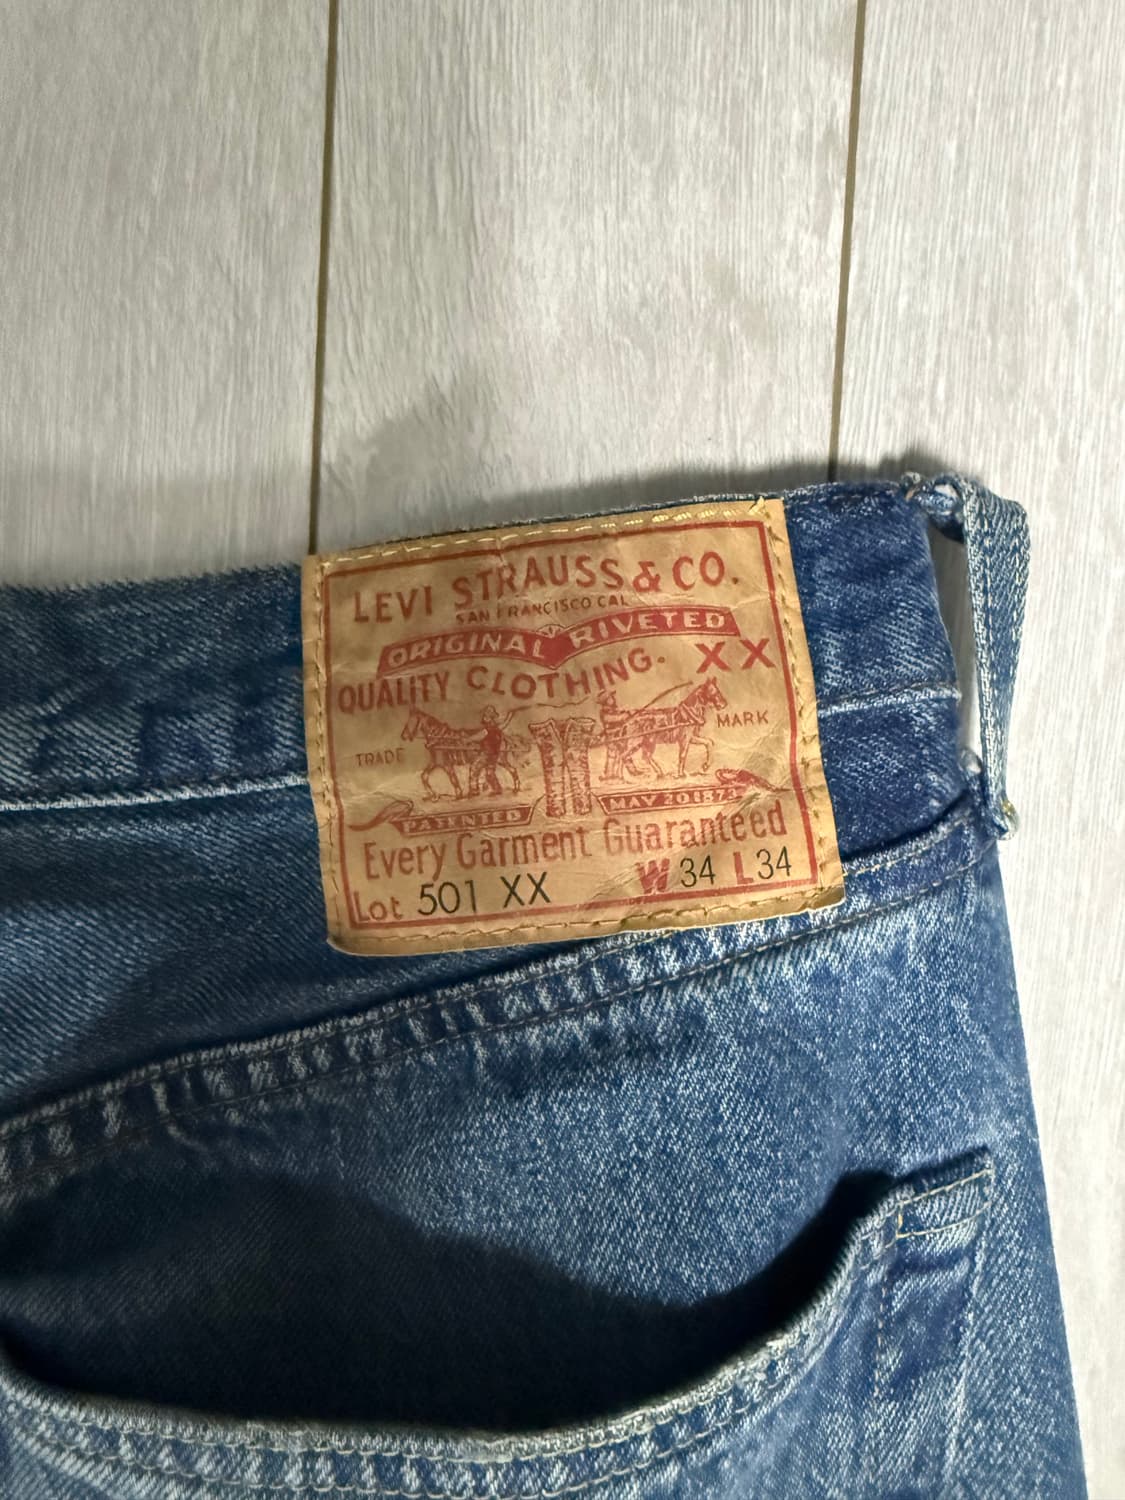 LEVI STRAUSS & CO.
SAN FRANCISCO CAL
ORIGINAL RIVETED
QUALITY CLOTHING. XX
TRADE MARK
PATENTED MAY 20 1873
Every Garment Guaranteed
Lot 501 XX W 34 L 34